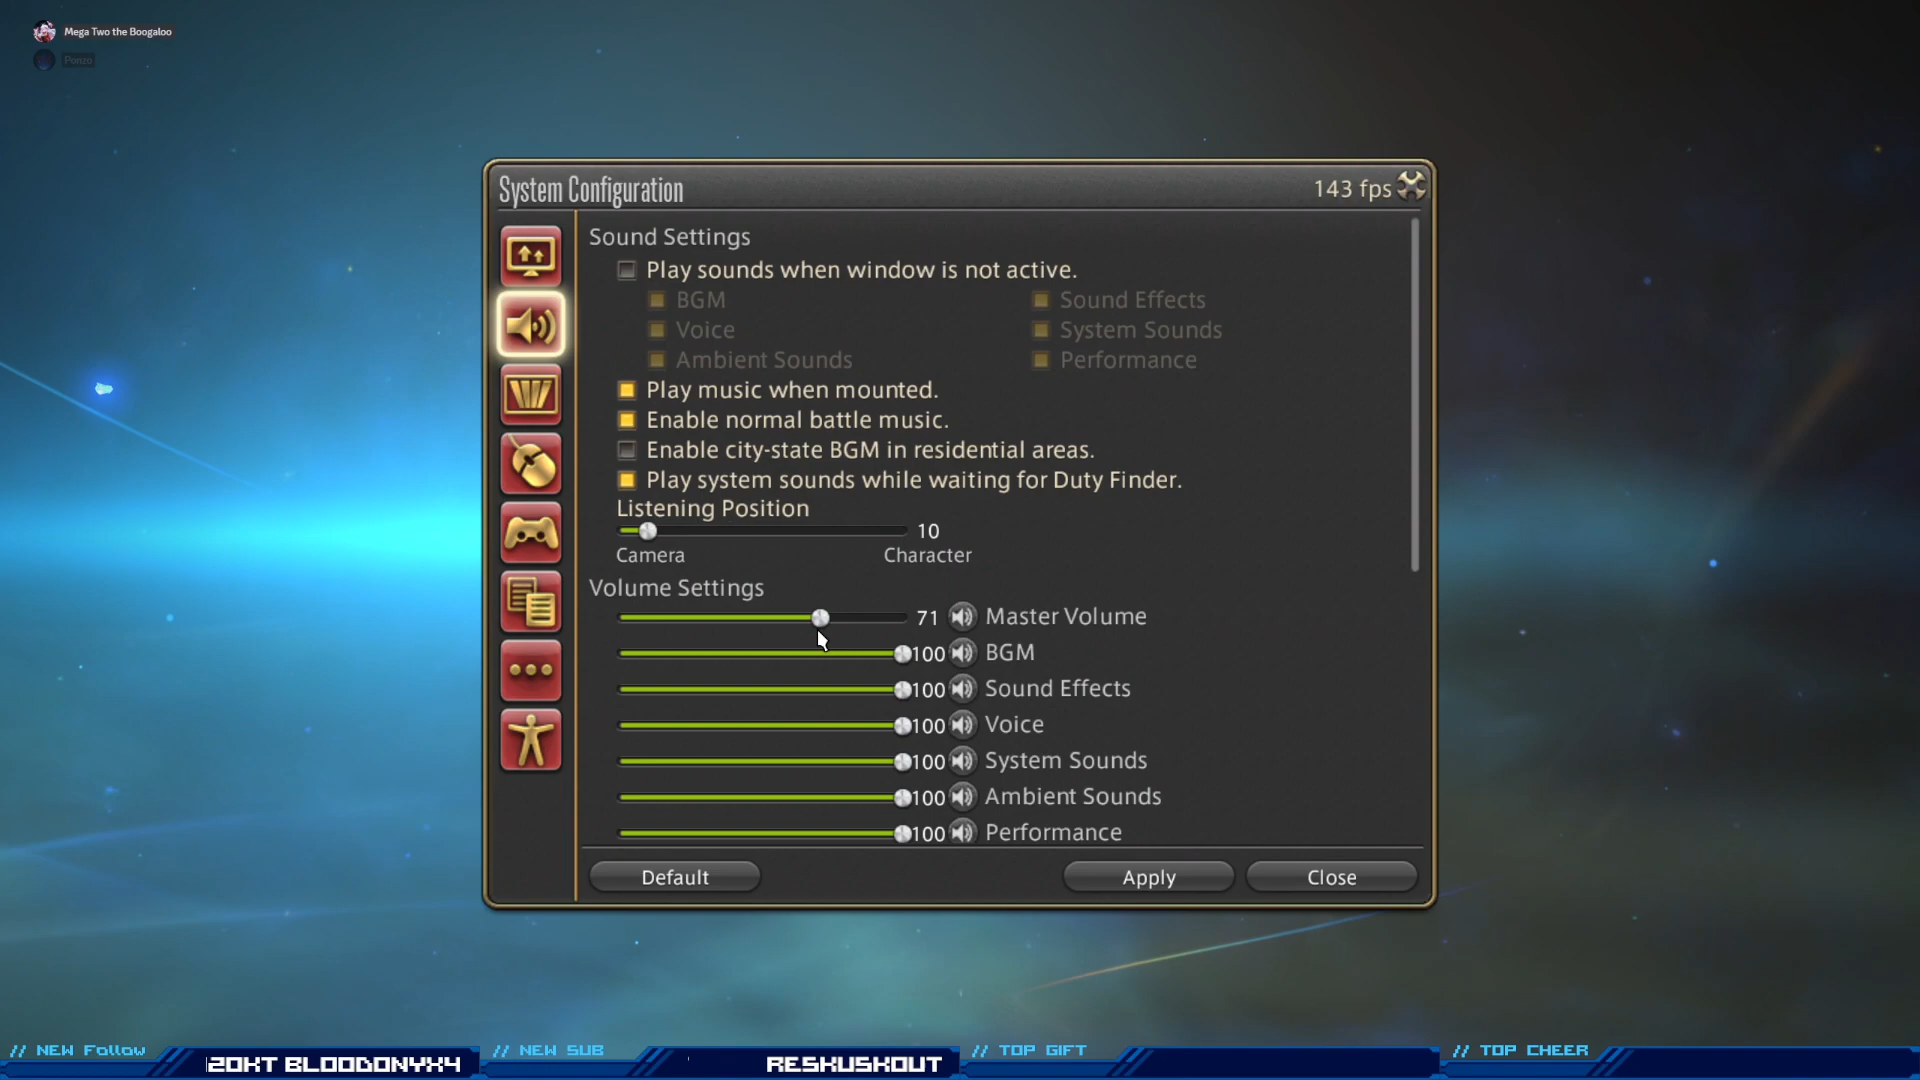 Mega Two the Boogaloo
Ponzo
System Configuration
143 fps
Sound Settings
Play sounds when window is not active.
BGM
Sound Effects
Voice
System Sounds
Ambient Sounds
Performance
Play music when mounted.
Enable normal battle music.
Enable city-state BGM in residential areas.
Play system sounds while waiting for Duty Finder.
Listening Position
10
Camera
Character
Volume Settings
71 Master Volume
100 BGM
100 Sound Effects
100 Voice
100 System Sounds
100 Ambient Sounds
100 Performance
Default
Apply
Close
// NEW Follow
// NEW SUB
// TOP GIFT
// TOP CHEER
BLOODONYX4
RESKUSKOUT